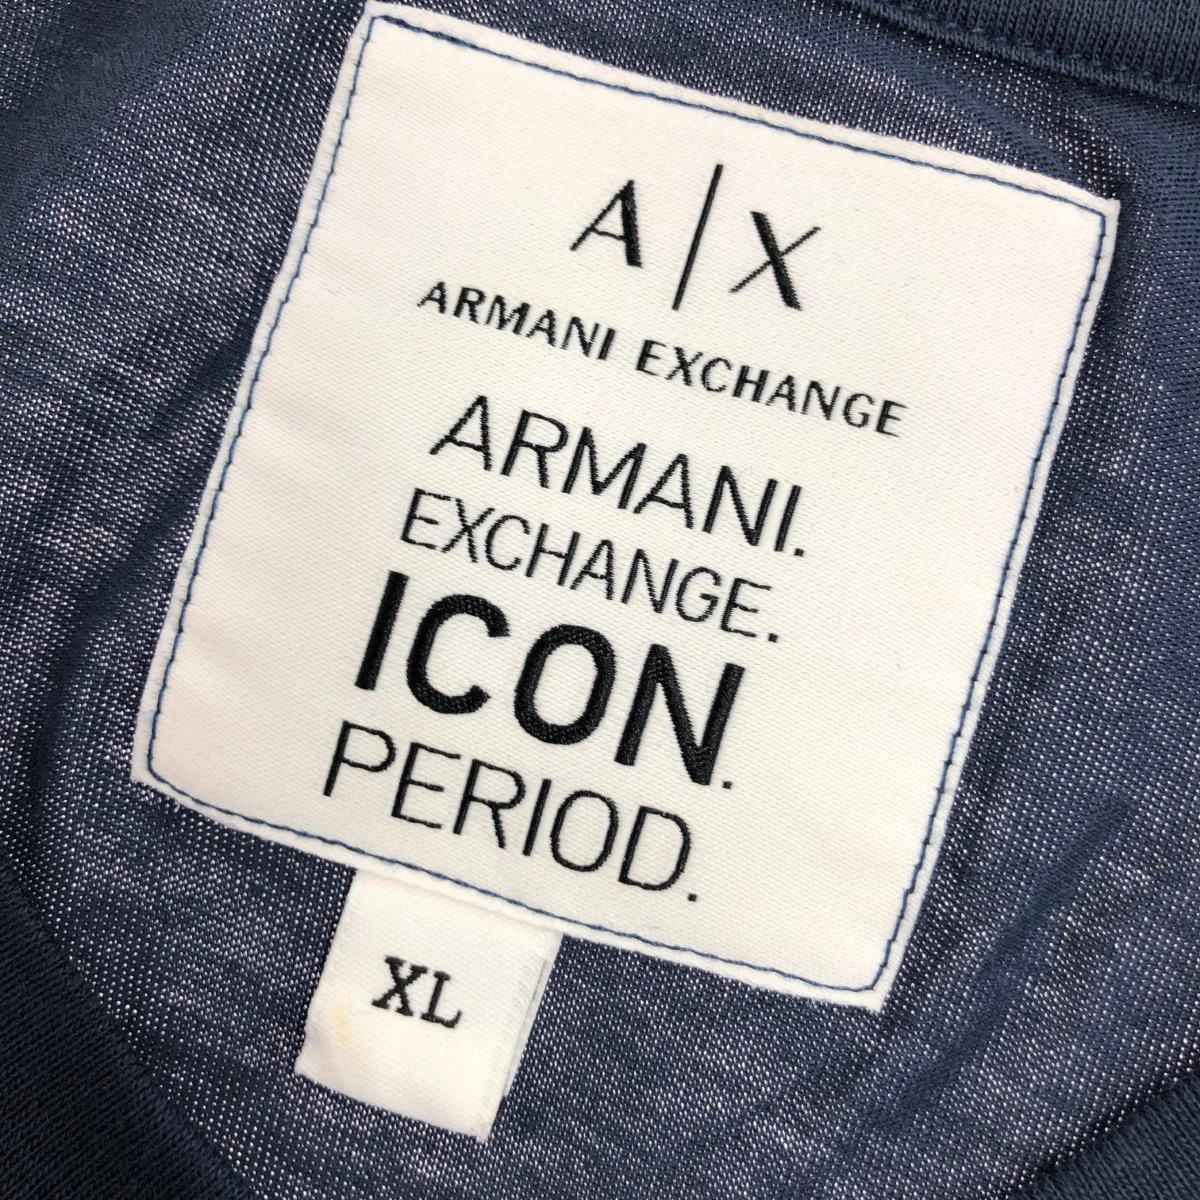 A|X
ARMANI EXCHANGE
ARMANI.
EXCHANGE.
ICON.
PERIOD.
XL